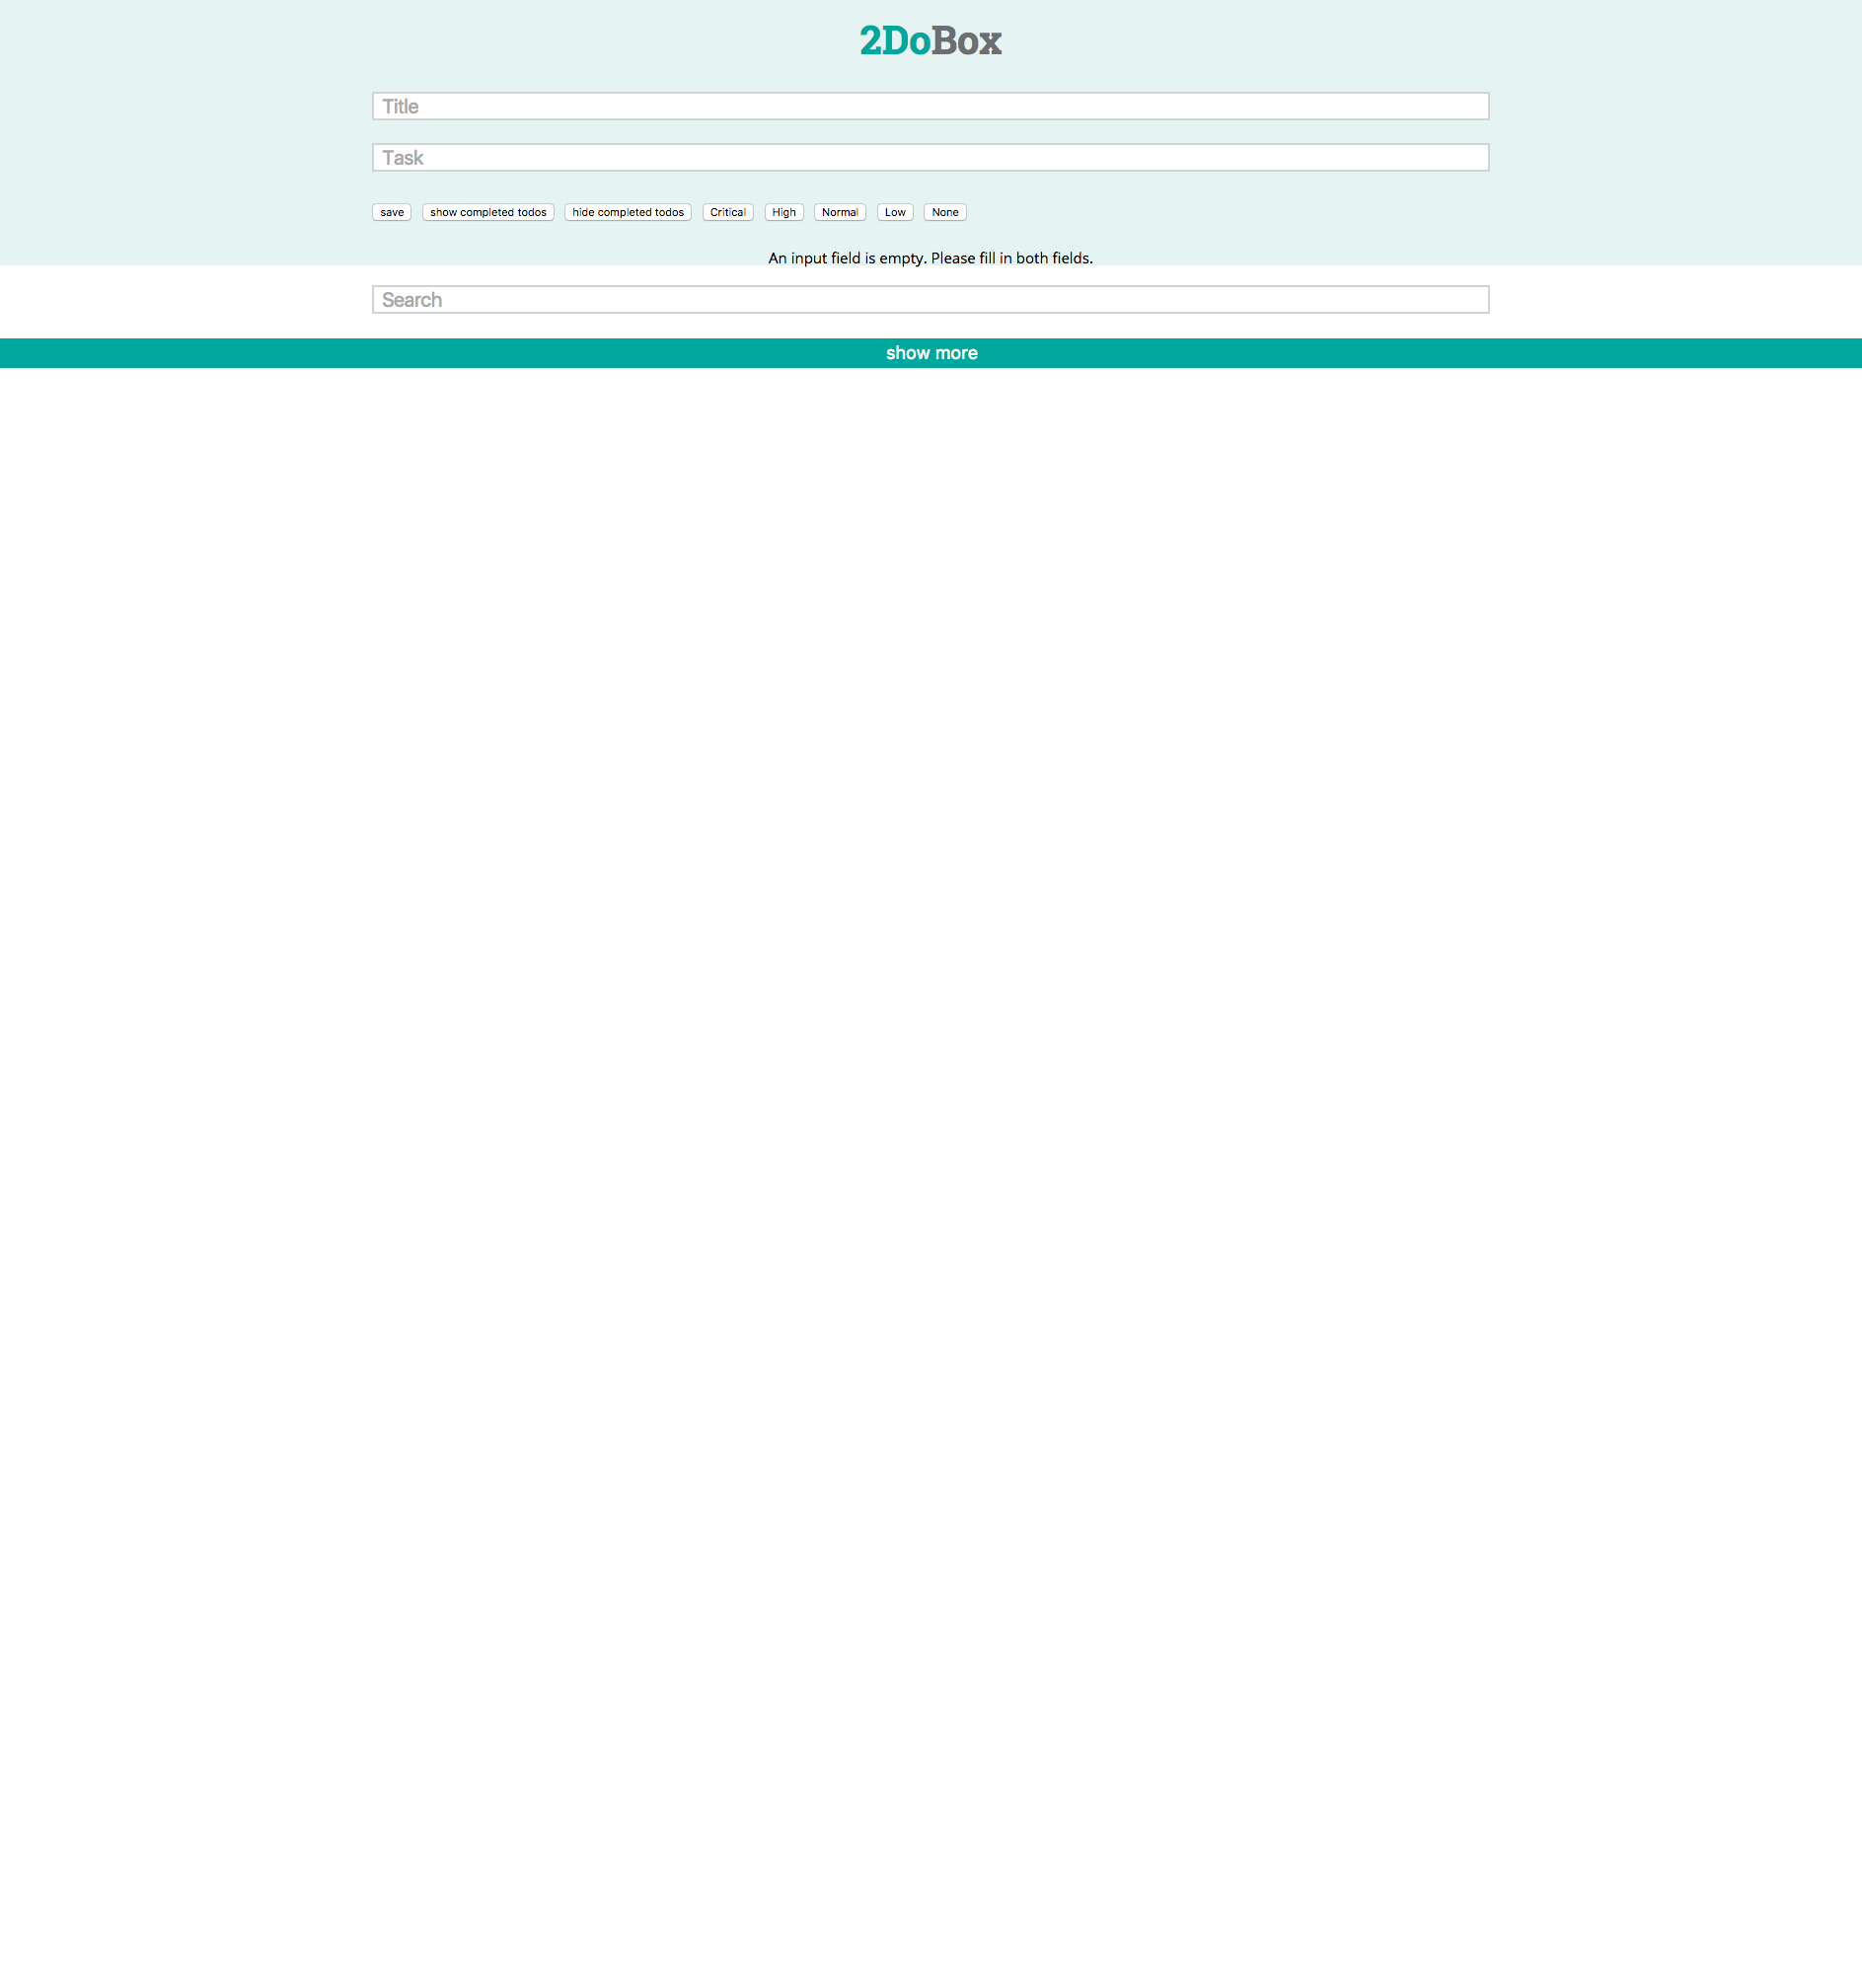 2DoBox
Title
Task
save show completed todos hide completed todos Critical High Normal Low None
An input field is empty. Please fill in both fields.
Search
show more